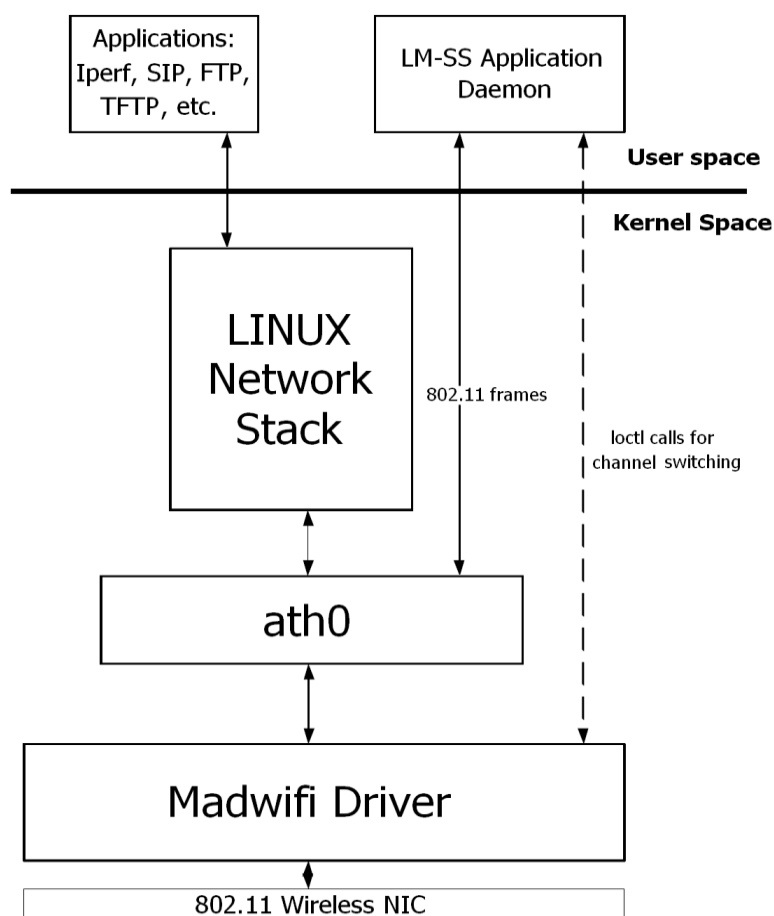 Applications:
Iperf, SIP, FTP,
TFTP, etc.
LM-SS Application
Daemon
User space
Kernel Space
LINUX
Network
Stack
802.11 frames
Ioctl calls for
channel switching
ath0
Madwifi Driver
802.11 Wireless NIC